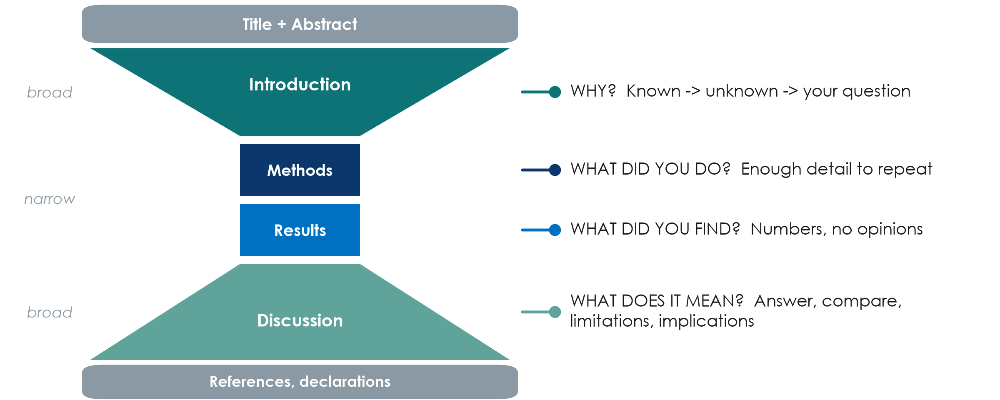 Title + Abstract
Introduction
broad
WHY?  Known -> unknown -> your question
Methods
WHAT DID YOU DO?  Enough detail to repeat
narrow
Results
WHAT DID YOU FIND?  Numbers, no opinions
Discussion
broad
WHAT DOES IT MEAN?  Answer, compare,
limitations, implications
References, declarations